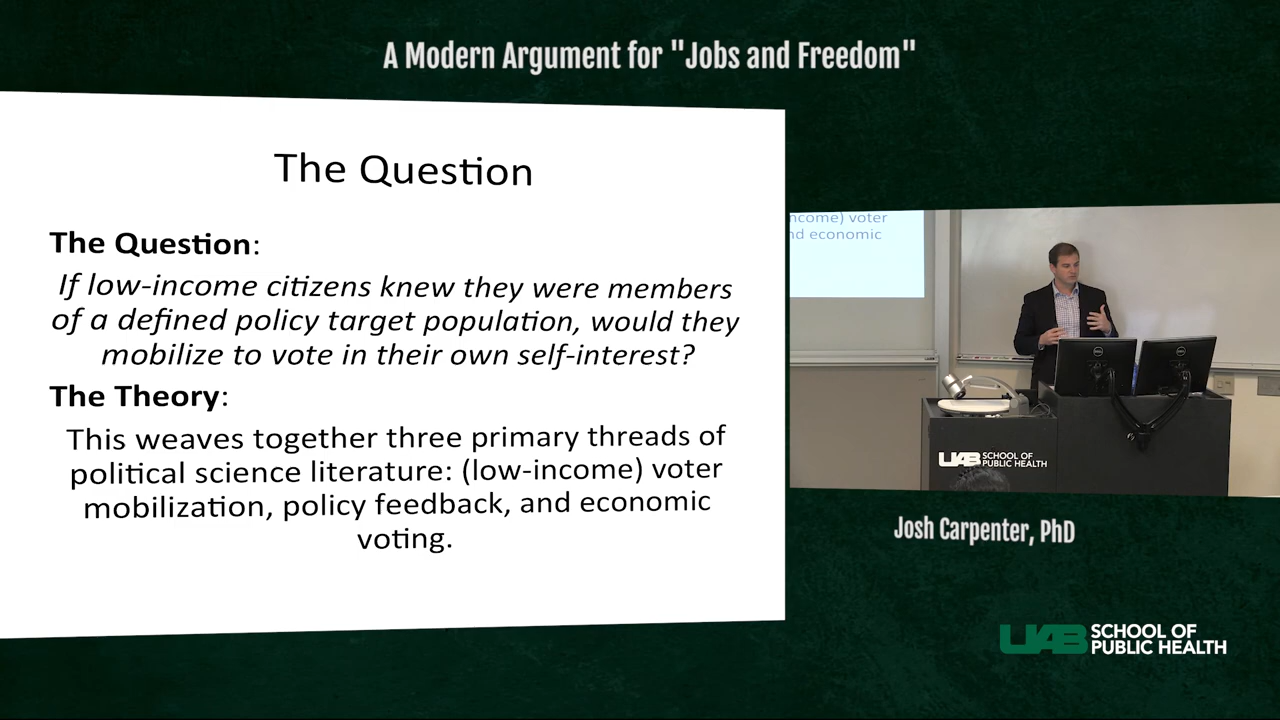 A Modern Argument for "Jobs and Freedom"
The Question
The Question:
If low-income citizens knew they were members
of a defined policy target population, would they
mobilize to vote in their own self-interest?
The Theory:
This weaves together three primary threads of
political science literature: (low-income) voter
mobilization, policy feedback, and economic
voting.
ncome) voter
nd economic
DELL
DELL
UAB SCHOOL OF
PUBLIC HEALTH
Josh Carpenter, PhD
UAB SCHOOL OF
PUBLIC HEALTH